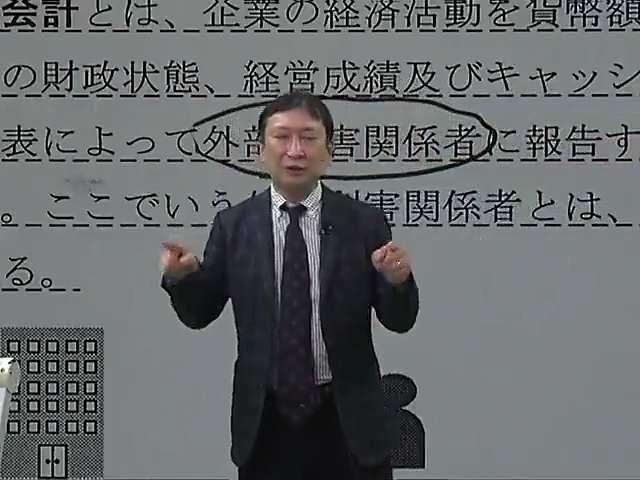 会計とは、企業の経済活動を貨幣額
の財政状態、経営成績及びキャッシ
表によって外部 害関係者に報告す
。ここでいう 利害関係者とは、
る。